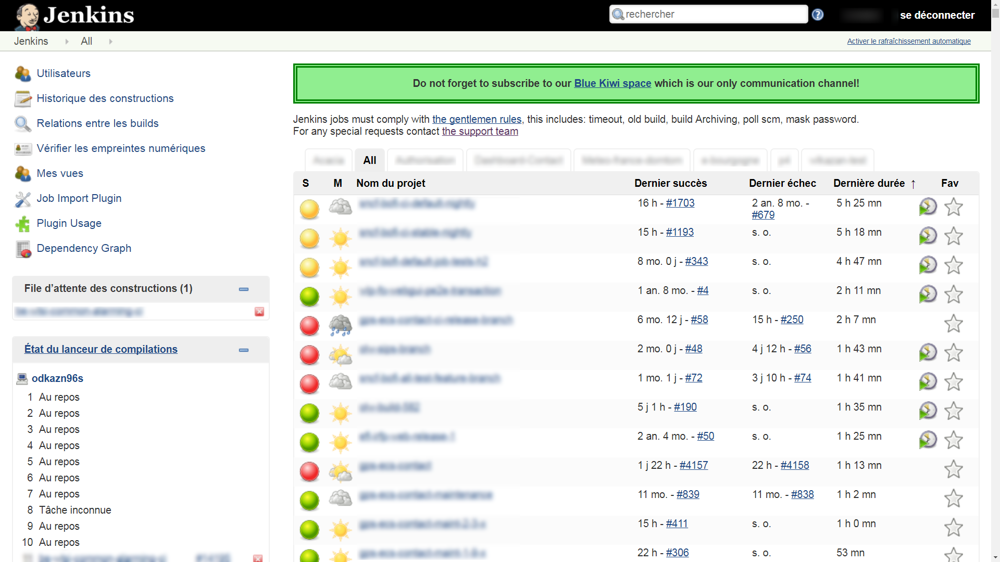 Jenkins
rechercher
se déconnecter
Jenkins All
Activer le rafraîchissement automatique
Utilisateurs
Historique des constructions
Relations entre les builds
Vérifier les empreintes numériques
Mes vues
Job Import Plugin
Plugin Usage
Dependency Graph
File d’attente des constructions (1)
État du lanceur de compilations
odkazn96s
1 Au repos
2 Au repos
3 Au repos
4 Au repos
5 Au repos
6 Au repos
7 Au repos
8 Tâche inconnue
9 Au repos
10 Au repos
Do not forget to subscribe to our Blue Kiwi space which is our only communication channel!
Jenkins jobs must comply with the gentlemen rules, this includes: timeout, old build, build Archiving, poll scm, mask password.
For any special requests contact the support team
All
S M Nom du projet Dernier succès Dernier échec Dernière durée ↑ Fav
16 h - #1703 2 an. 8 mo. - #679 5 h 25 mn
15 h - #1193 s. o. 5 h 18 mn
8 mo. 0 j - #343 s. o. 4 h 47 mn
1 an. 8 mo. - #4 s. o. 2 h 11 mn
6 mo. 12 j - #58 15 h - #250 2 h 7 mn
2 mo. 0 j - #48 4 j 12 h - #56 1 h 43 mn
1 mo. 1 j - #72 3 j 10 h - #74 1 h 41 mn
5 j 1 h - #190 s. o. 1 h 35 mn
2 an. 4 mo. - #50 s. o. 1 h 25 mn
1 j 22 h - #4157 22 h - #4158 1 h 13 mn
11 mo. - #839 11 mo. - #838 1 h 2 mn
15 h - #411 s. o. 1 h 0 mn
22 h - #306 s. o. 53 mn